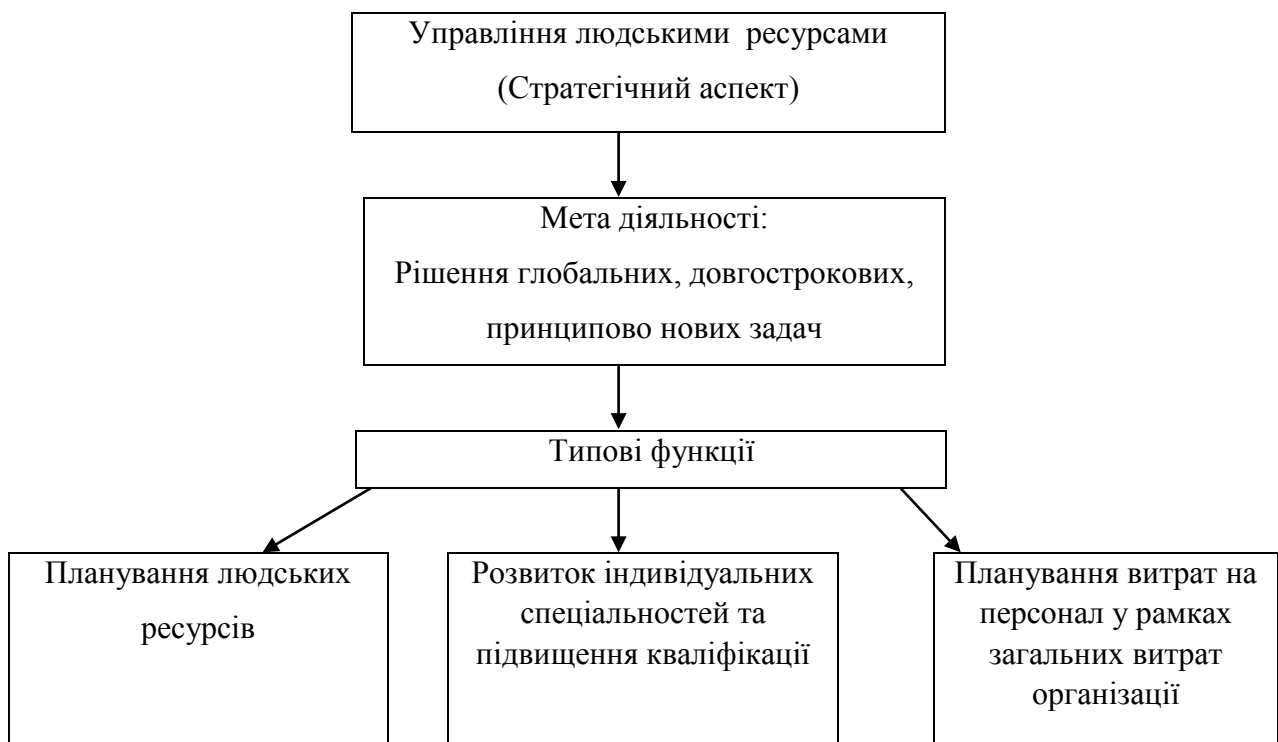 Управління людськими ресурсами
(Стратегічний аспект)
Мета діяльності:
Рішення глобальних, довгострокових,
принципово нових задач
Типові функції
Планування людських
ресурсів
Розвиток індивідуальних
спеціальностей та
підвищення кваліфікації
Планування витрат на
персонал у рамках
загальних витрат
організації